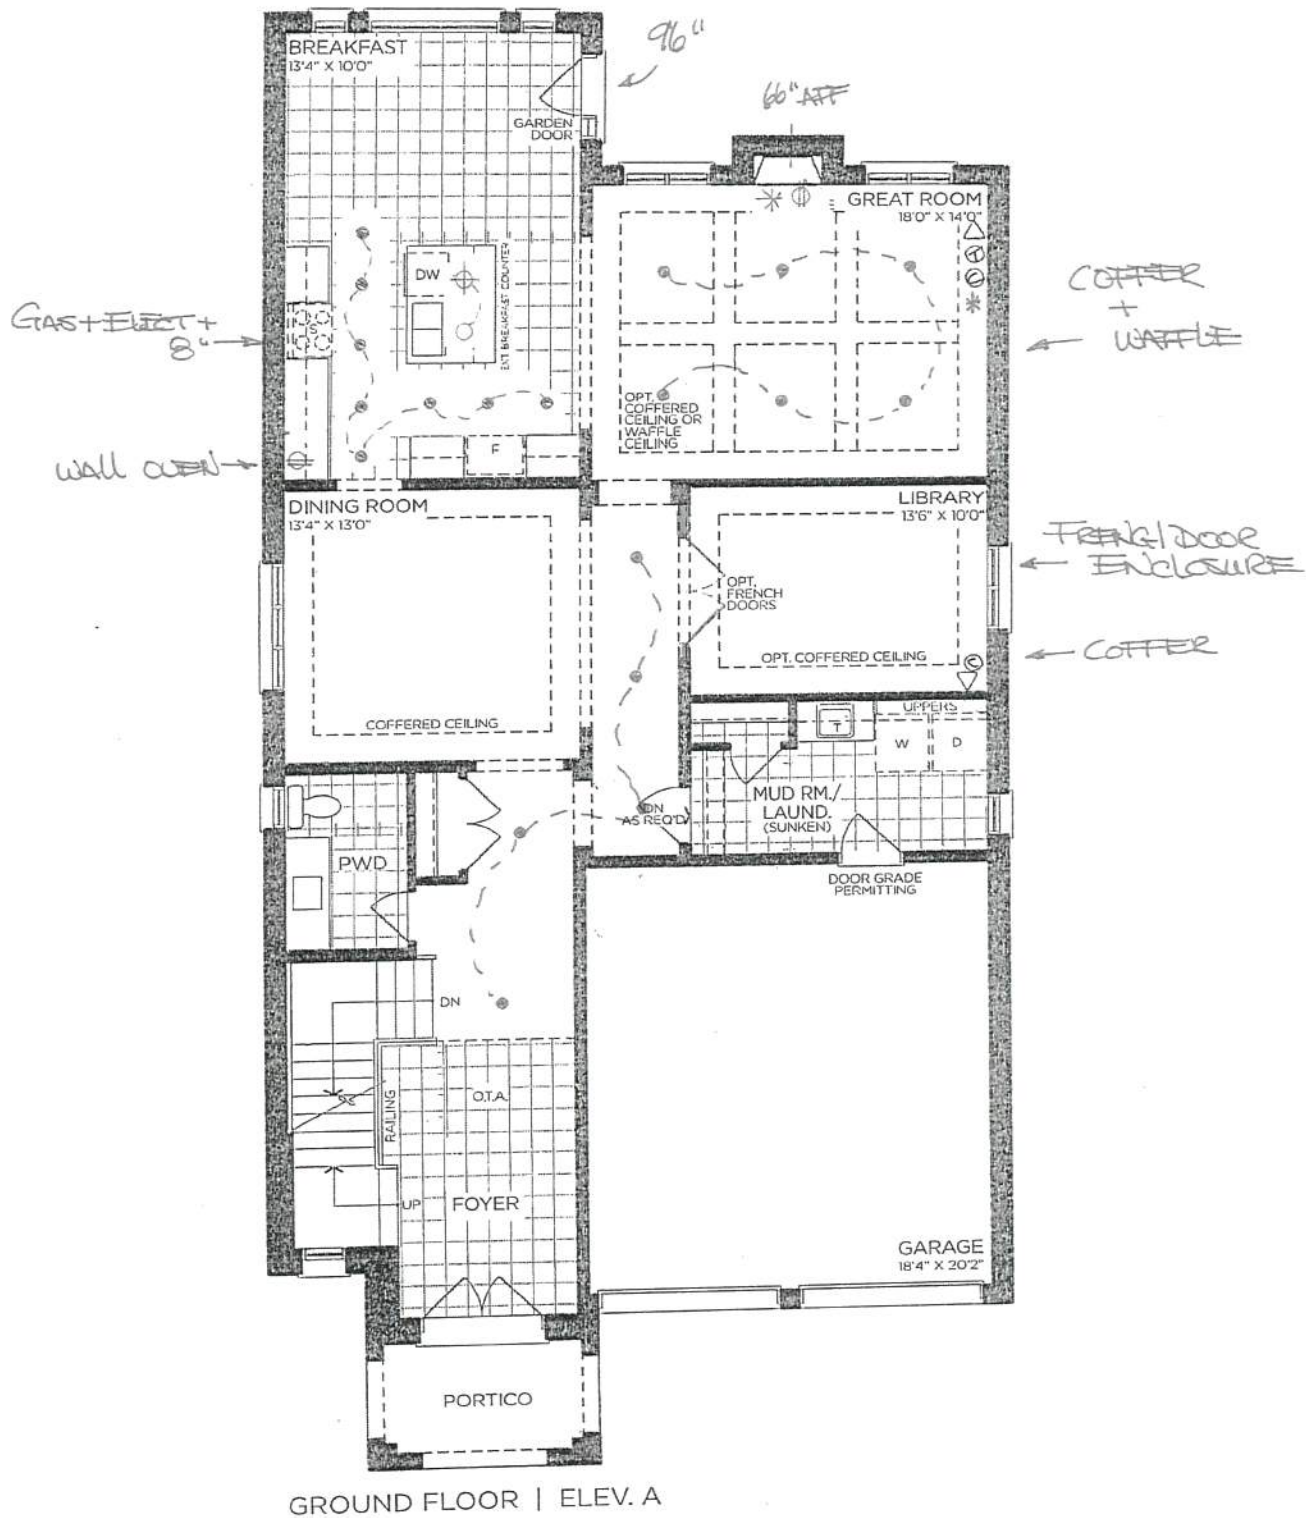 BREAKFAST
13'4" X 10'0"
96"
GARDEN
DOOR
66" AFF
GREAT ROOM
18'0" X 14'0"
T
C
DW
EXT BREAKFAST COUNTER
S
GAS + ELECT +
8"
COFFER
+
WAFFLE
OPT.
COFFERED
CEILING OR
WAFFLE
CEILING
WALL OVEN
F
DINING ROOM
13'4" X 13'0"
COFFERED CEILING
LIBRARY
13'6" X 10'0"
OPT.
FRENCH
DOORS
OPT. COFFERED CEILING
C
FRENCH DOOR
ENCLOSURE
COFFER
UPPERS
T
W
D
MUD RM./
LAUND.
(SUNKEN)
DN
AS REQ'D
DOOR GRADE
PERMITTING
PWD
DN
RAILING
O.T.A.
UP
FOYER
GARAGE
18'4" X 20'2"
PORTICO
GROUND FLOOR | ELEV. A